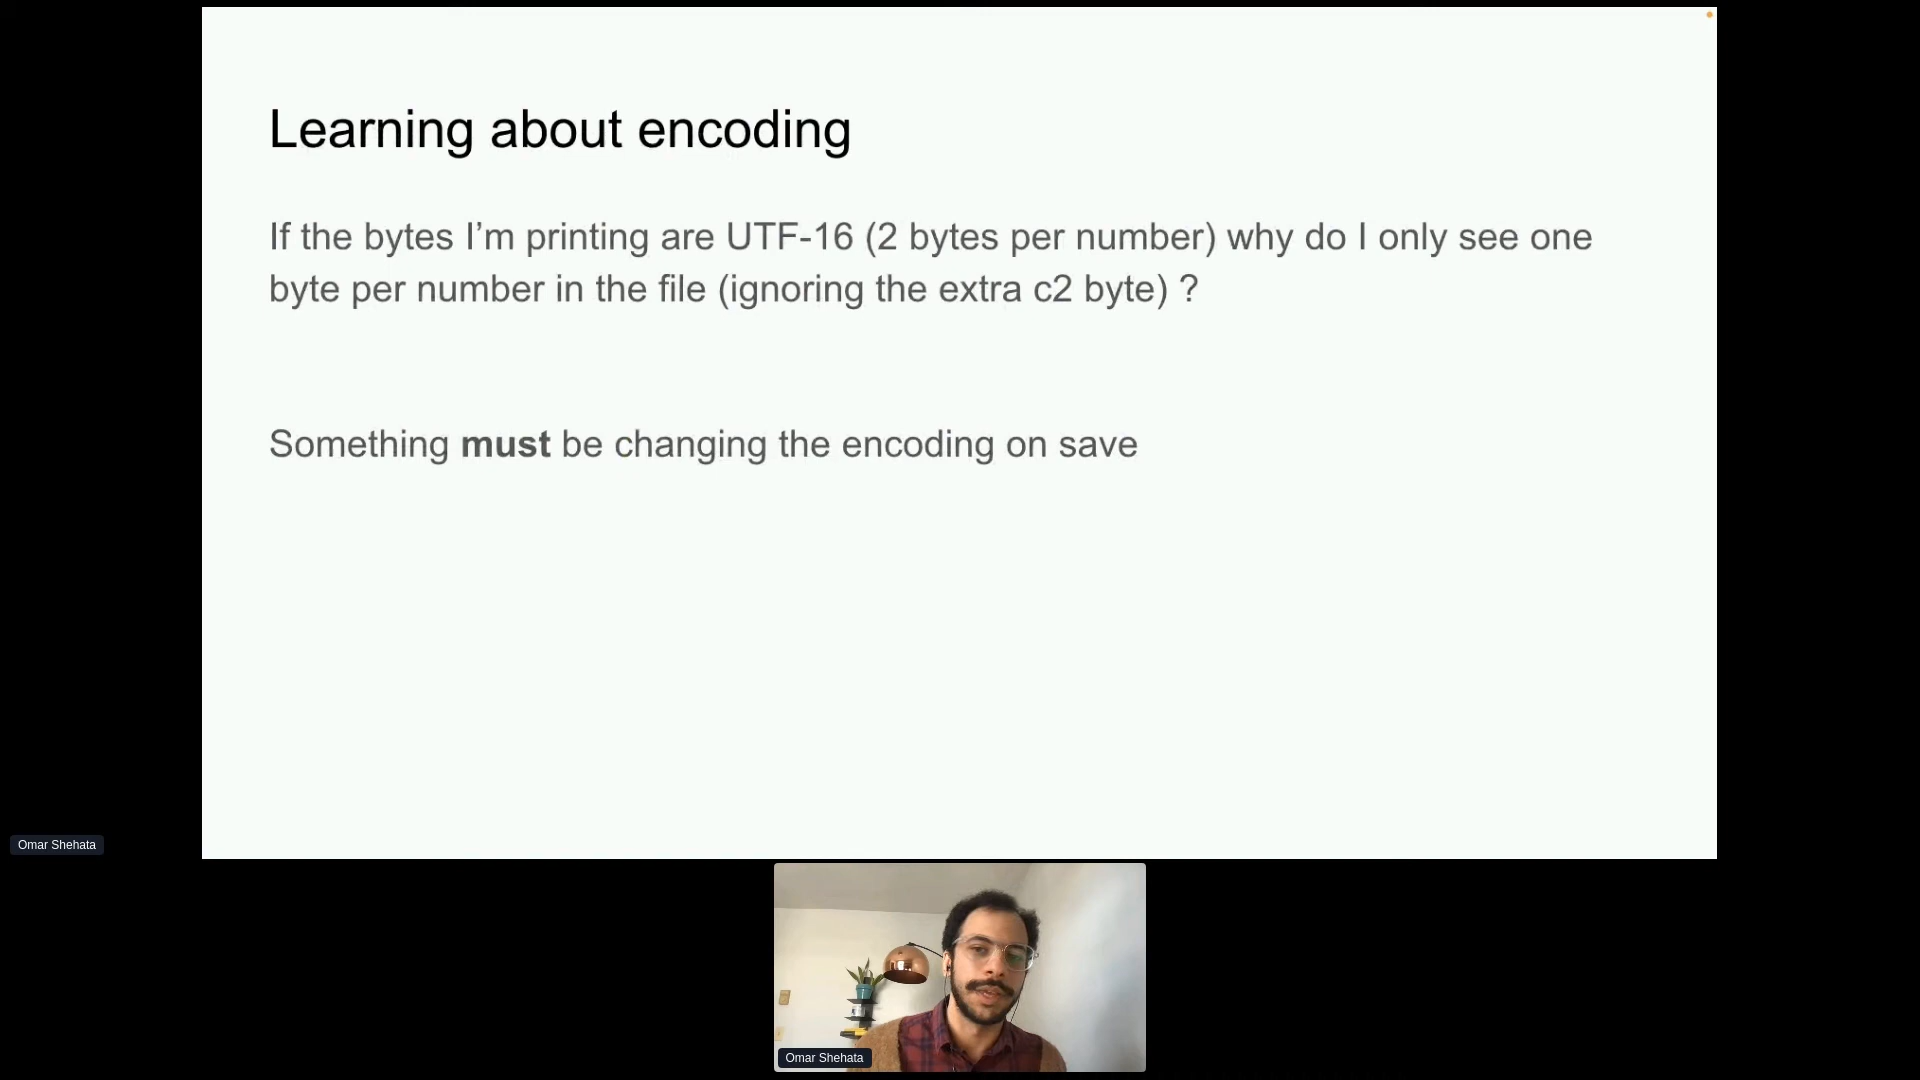 Learning about encoding
If the bytes I’m printing are UTF-16 (2 bytes per number) why do I only see one
byte per number in the file (ignoring the extra c2 byte) ?
Something must be changing the encoding on save
Omar Shehata
Omar Shehata